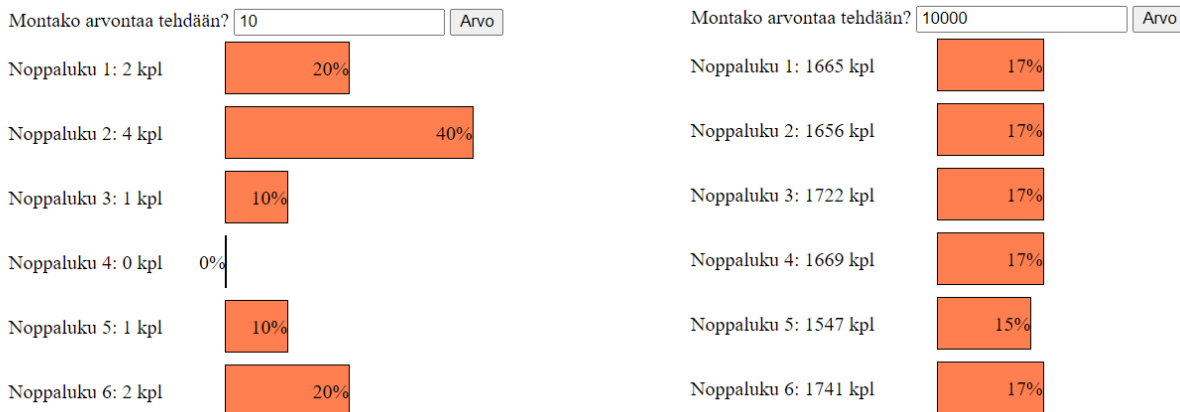 Montako arvontaa tehdään? 10 Arvo
Noppaluku 1: 2 kpl 20%
Noppaluku 2: 4 kpl 40%
Noppaluku 3: 1 kpl 10%
Noppaluku 4: 0 kpl 0%
Noppaluku 5: 1 kpl 10%
Noppaluku 6: 2 kpl 20%
Montako arvontaa tehdään? 10000 Arvo
Noppaluku 1: 1665 kpl 17%
Noppaluku 2: 1656 kpl 17%
Noppaluku 3: 1722 kpl 17%
Noppaluku 4: 1669 kpl 17%
Noppaluku 5: 1547 kpl 15%
Noppaluku 6: 1741 kpl 17%